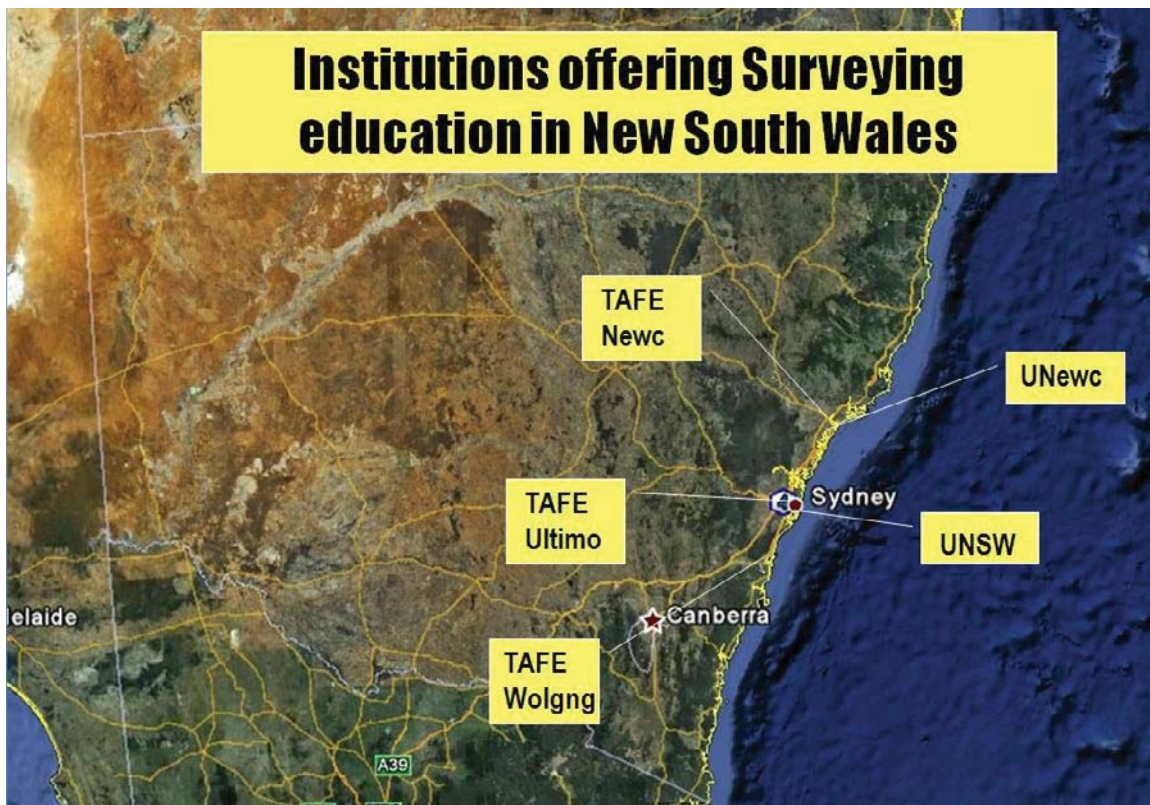 Institutions offering Surveying
education in New South Wales
TAFE
Newc
UNewc
TAFE
Ultimo
Sydney
UNSW
elaide
Canberra
TAFE
Wolgng
A39